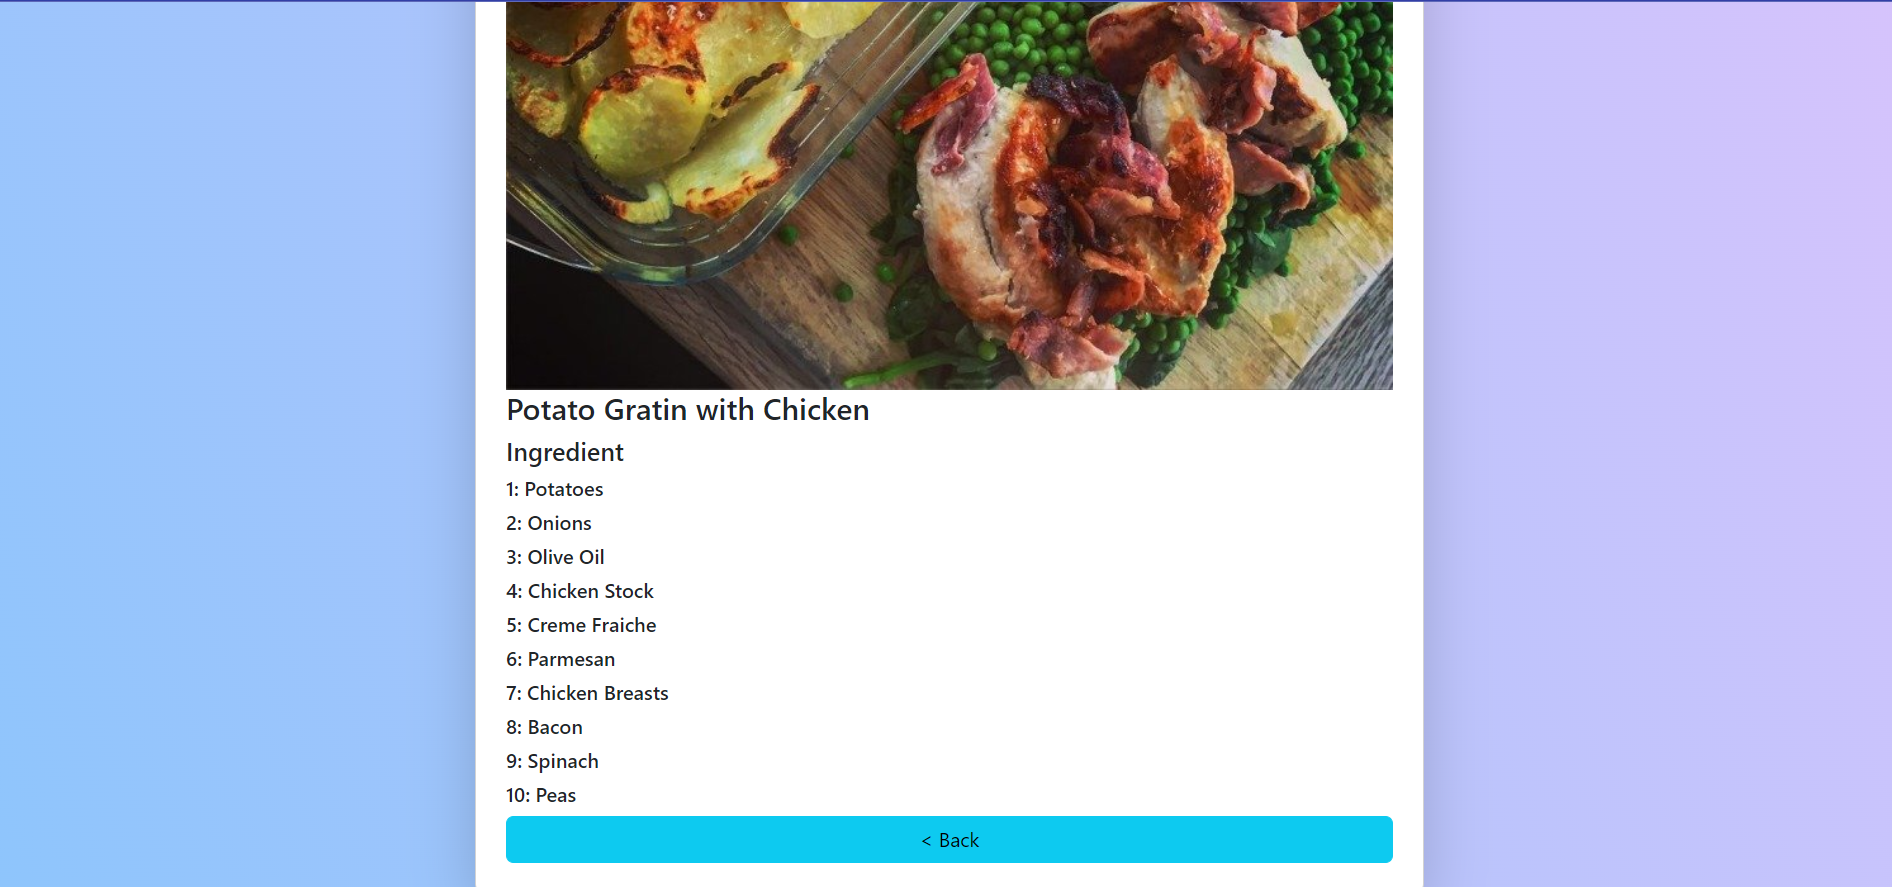 Potato Gratin with Chicken
Ingredient
1: Potatoes
2: Onions
3: Olive Oil
4: Chicken Stock
5: Creme Fraiche
6: Parmesan
7: Chicken Breasts
8: Bacon
9: Spinach
10: Peas
< Back